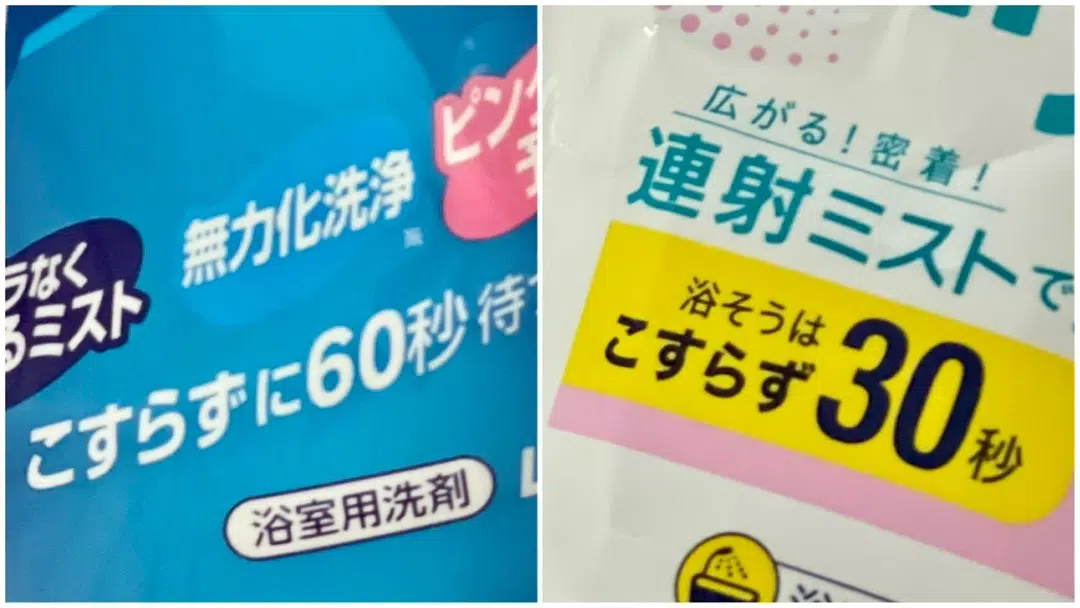 ピン
無力化洗浄
なく
ミスト
こすらずに60秒待
浴室用洗剤
広がる!密着!
連射ミストで
浴そうは
こすらず30秒